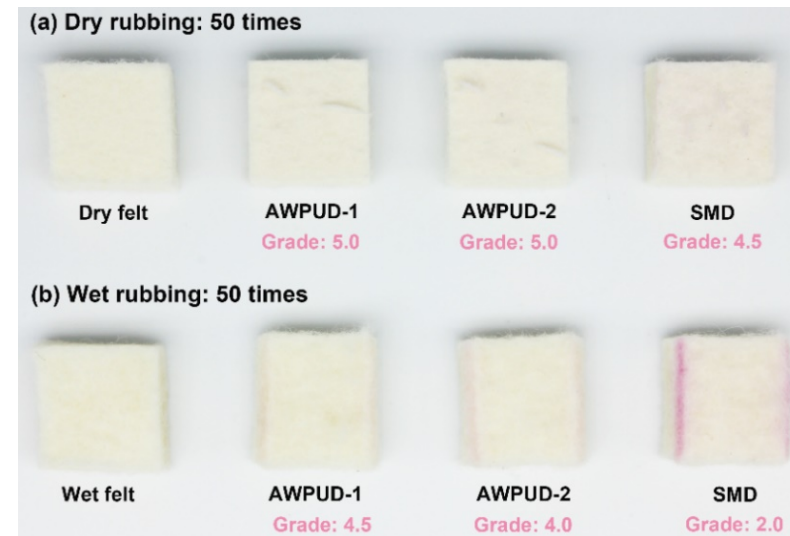 (a) Dry rubbing: 50 times
Dry felt AWPUD-1 AWPUD-2 SMD
Grade: 5.0 Grade: 5.0 Grade: 4.5
(b) Wet rubbing: 50 times
Wet felt AWPUD-1 AWPUD-2 SMD
Grade: 4.5 Grade: 4.0 Grade: 2.0